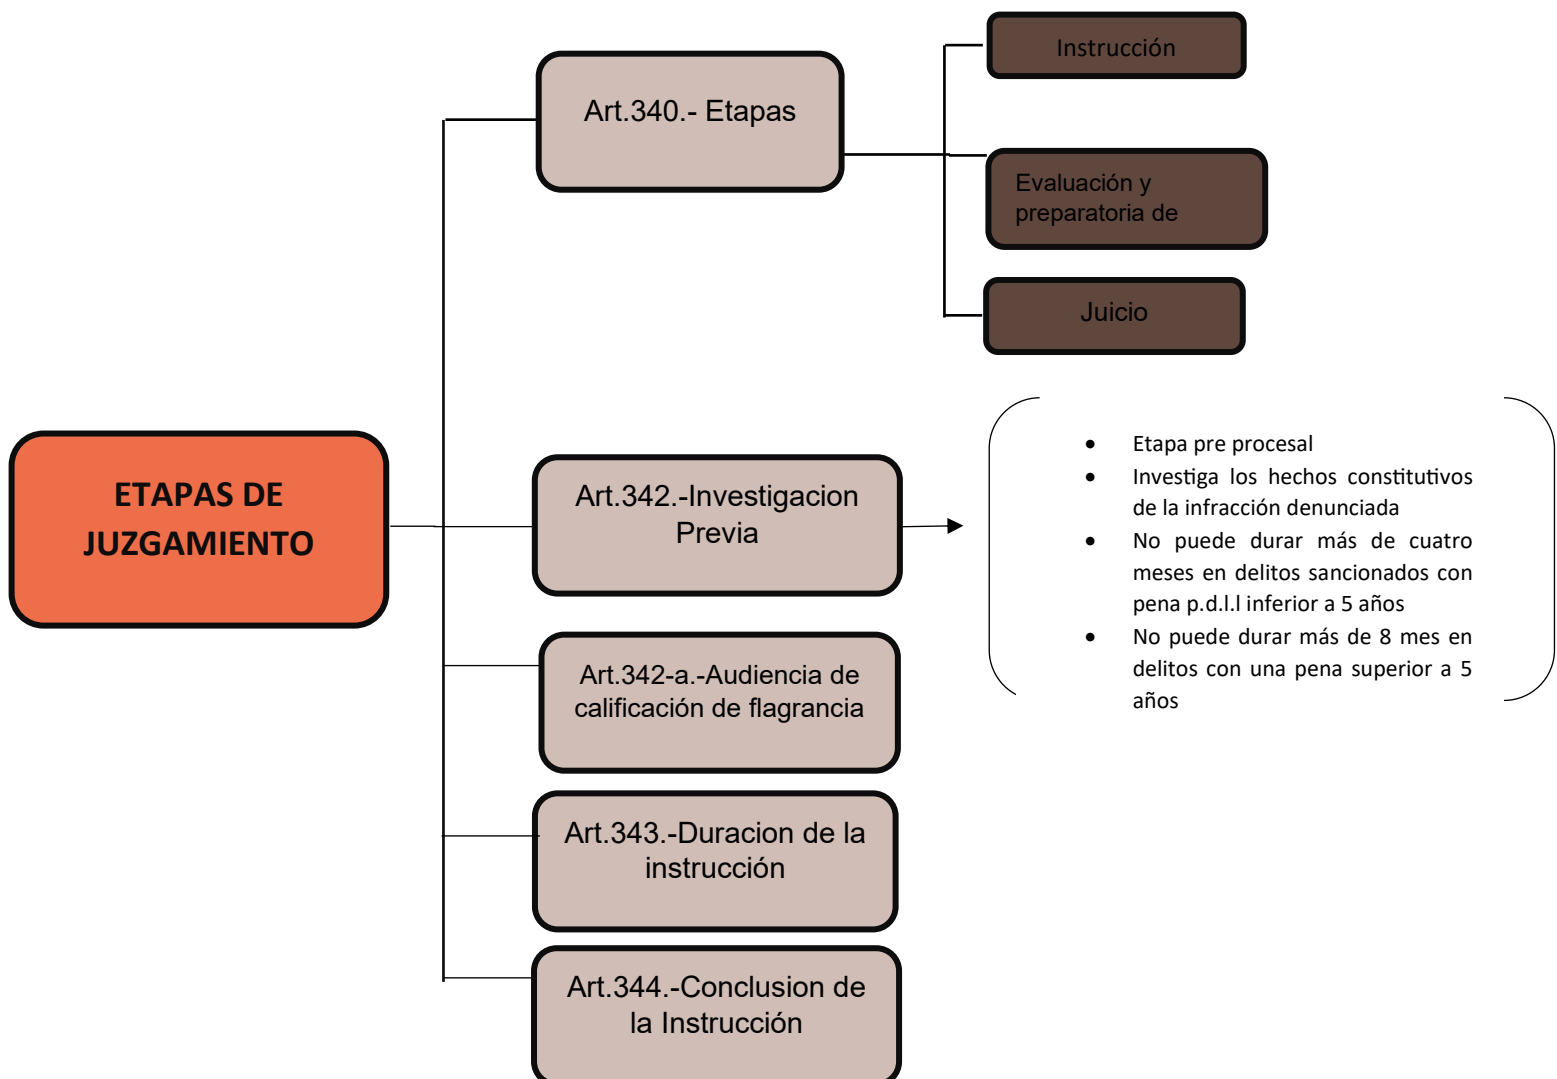 ETAPAS DE
JUZGAMIENTO
Art.340.- Etapas
Instrucción
Evaluación y
preparatoria de
Juicio
Art.342.-Investigacion
Previa
• Etapa pre procesal
• Investiga los hechos constitutivos
de la infracción denunciada
• No puede durar más de cuatro
meses en delitos sancionados con
pena p.d.l.l inferior a 5 años
• No puede durar más de 8 mes en
delitos con una pena superior a 5
años
Art.342-a.-Audiencia de
calificación de flagrancia
Art.343.-Duracion de la
instrucción
Art.344.-Conclusion de
la Instrucción